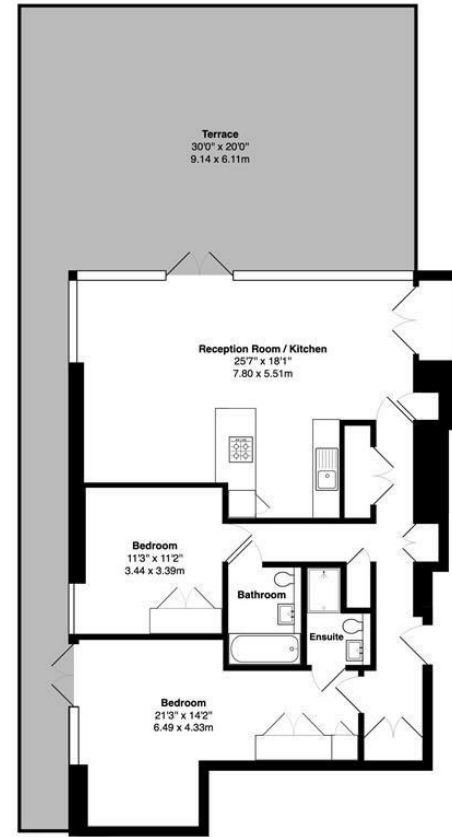 Terrace
30'0" x 20'0"
9.14 x 6.11m
Reception Room / Kitchen
25'7" x 18'1"
7.80 x 5.51m
Bedroom
11'3" x 11'2"
3.44 x 3.39m
Bathroom
Ensuite
Bedroom
21'3" x 14'2"
6.49 x 4.33m